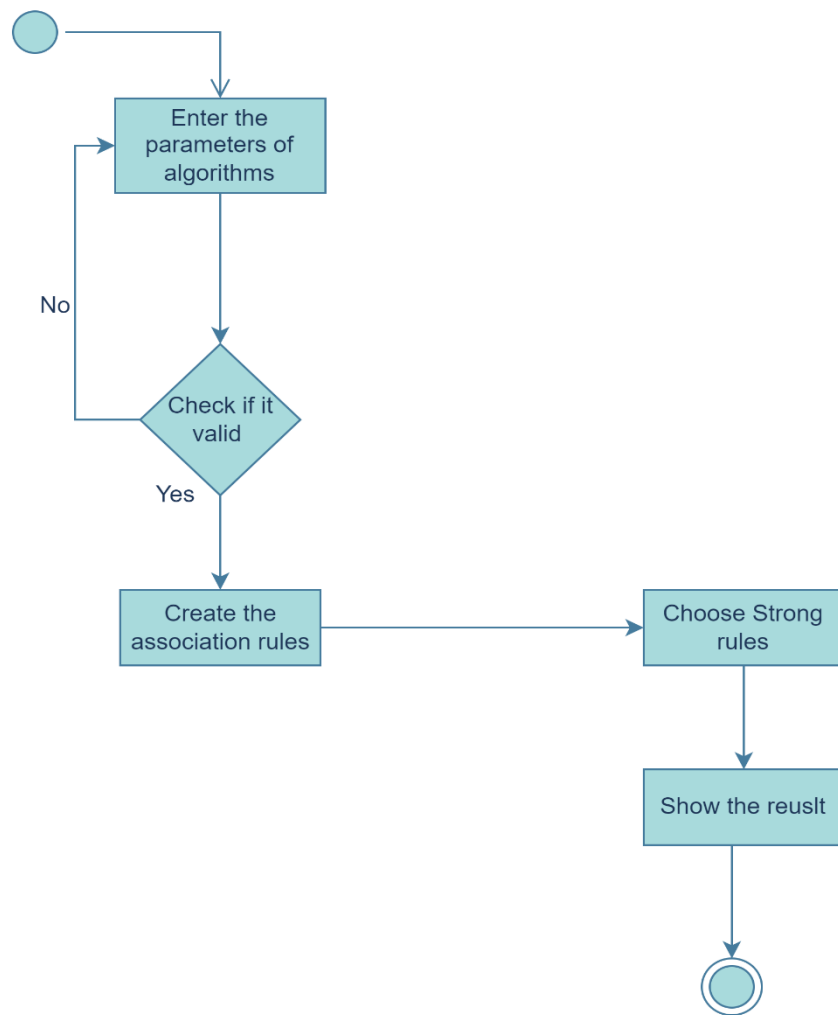 Enter the
parameters of
algorithms
No
Check if it
valid
Yes
Create the
association rules
Choose Strong
rules
Show the reuslt